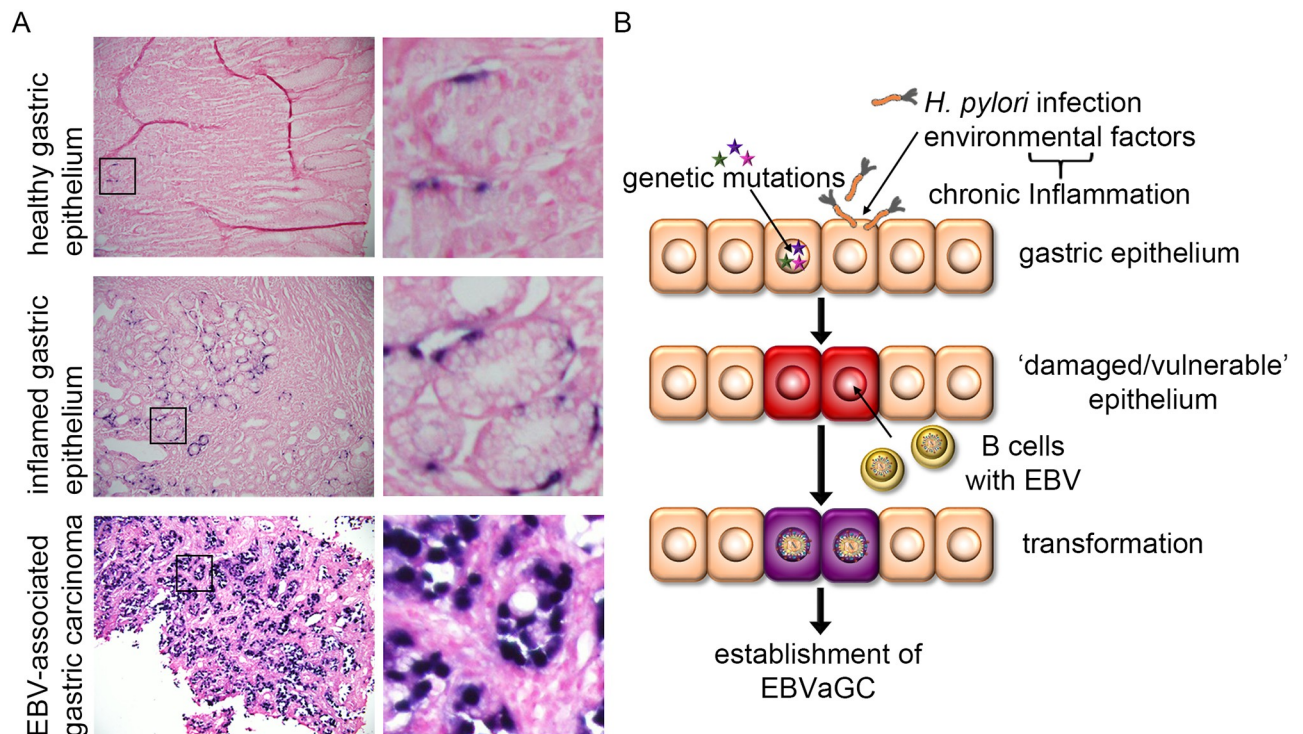 A
healthy gastric
epithelium
inflamed gastric
epithelium
EBV-associated
gastric carcinoma
B
H. pylori infection
environmental factors
genetic mutations
chronic Inflammation
gastric epithelium
‘damaged/vulnerable’
epithelium
B cells
with EBV
transformation
establishment of
EBVaGC